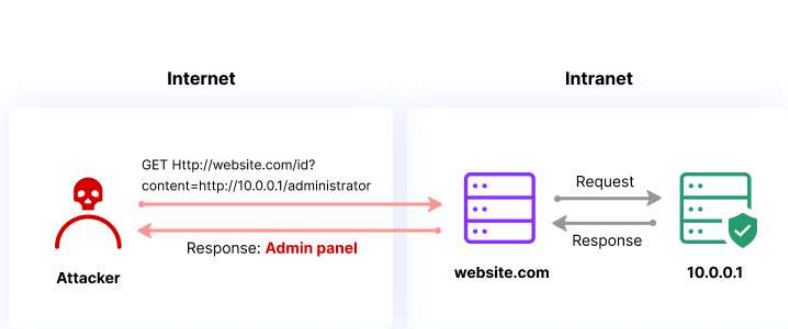 Internet
Intranet
GET Http://website.com/id?
content=http://10.0.0.1/administrator
Response: Admin panel
Attacker
Request
Response
website.com
10.0.0.1